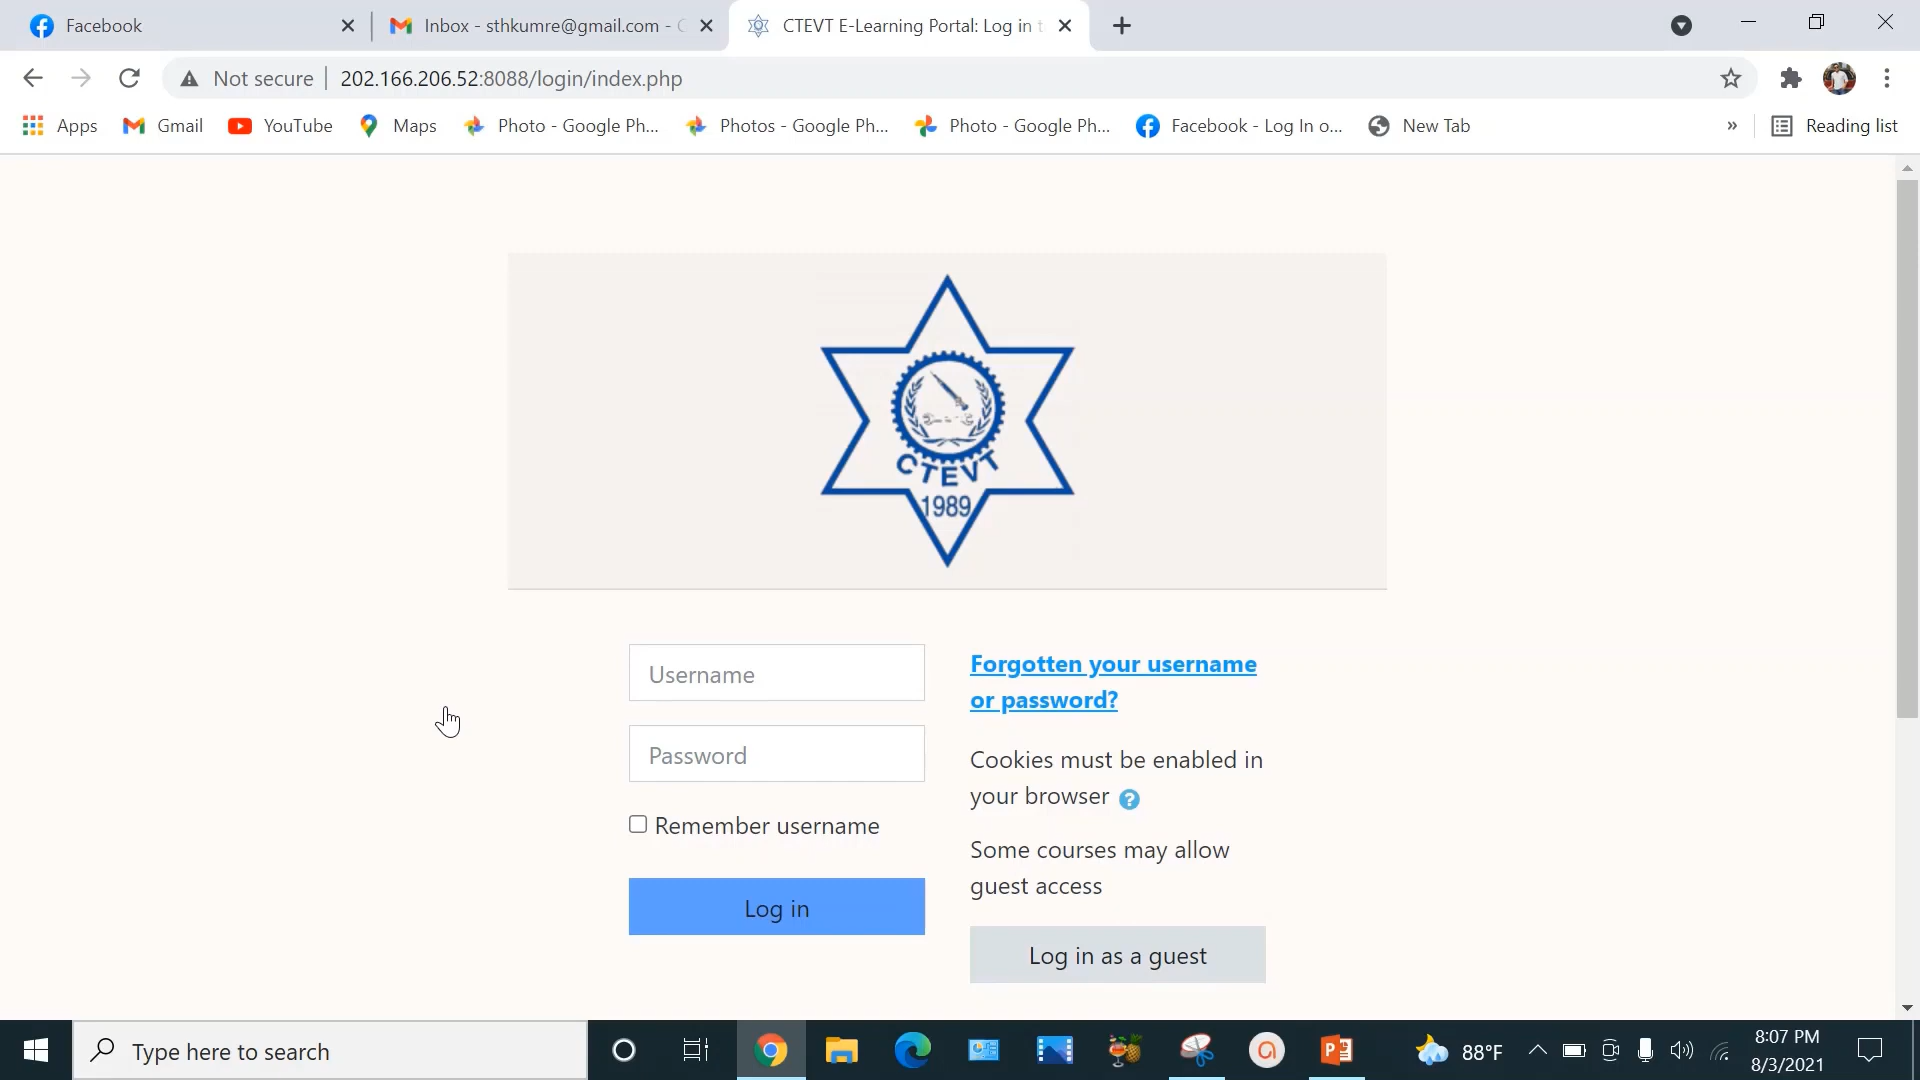 Facebook
Inbox - sthkumre@gmail.com -
CTEVT E-Learning Portal: Log in
Not secure
202.166.206.52:8088/login/index.php
Apps
Gmail
YouTube
Maps
Photo - Google Ph...
Photos - Google Ph...
Photo - Google Ph...
Facebook - Log In o...
New Tab
»
Reading list
CTEVT
1989
Username
Password
Remember username
Log in
Forgotten your username
or password?
Cookies must be enabled in
your browser
Some courses may allow
guest access
Log in as a guest
Type here to search
88°F
8:07 PM
8/3/2021